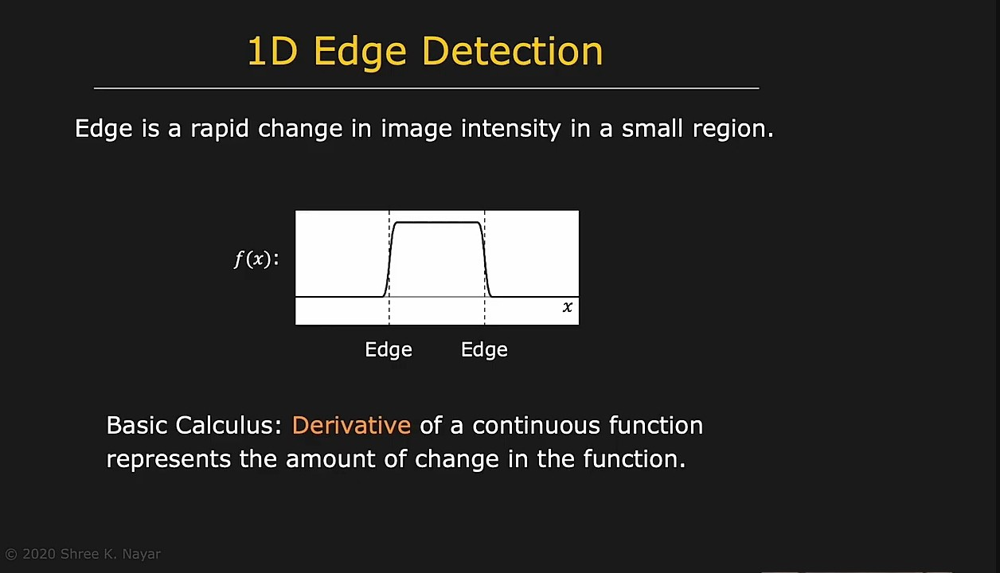 1D Edge Detection
Edge is a rapid change in image intensity in a small region.
f(x):
x
Edge Edge
Basic Calculus: Derivative of a continuous function
represents the amount of change in the function.
© 2020 Shree K. Nayar